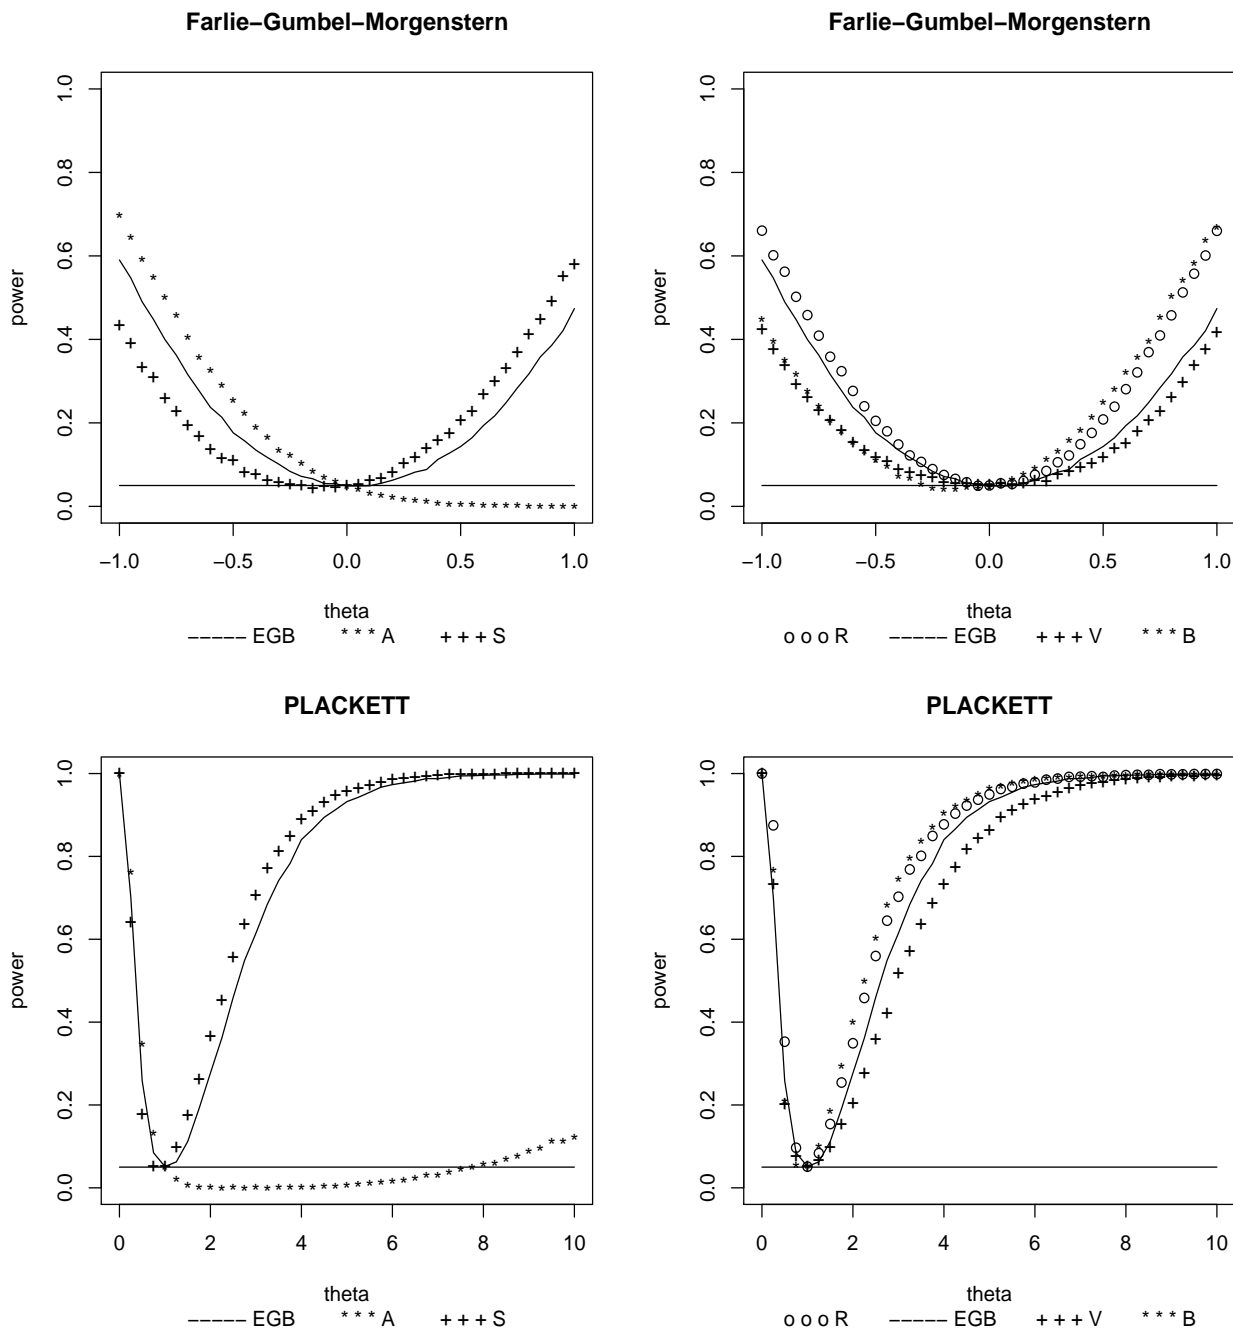 Farlie−Gumbel−Morgenstern
power
1.0
0.8
0.6
0.4
0.2
0.0
−1.0 −0.5 0.0 0.5 1.0
theta
−−−−− EGB * * * A + + + S
Farlie−Gumbel−Morgenstern
power
1.0
0.8
0.6
0.4
0.2
0.0
−1.0 −0.5 0.0 0.5 1.0
theta
o o o R −−−−− EGB + + + V * * * B
PLACKETT
power
1.0
0.8
0.6
0.4
0.2
0.0
0 2 4 6 8 10
theta
−−−−− EGB * * * A + + + S
PLACKETT
power
1.0
0.8
0.6
0.4
0.2
0.0
0 2 4 6 8 10
theta
o o o R −−−−− EGB + + + V * * * B